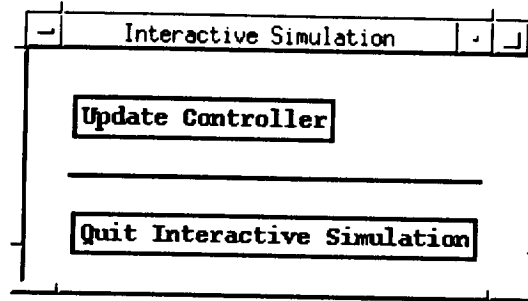 Interactive Simulation
Update Controller
Quit Interactive Simulation